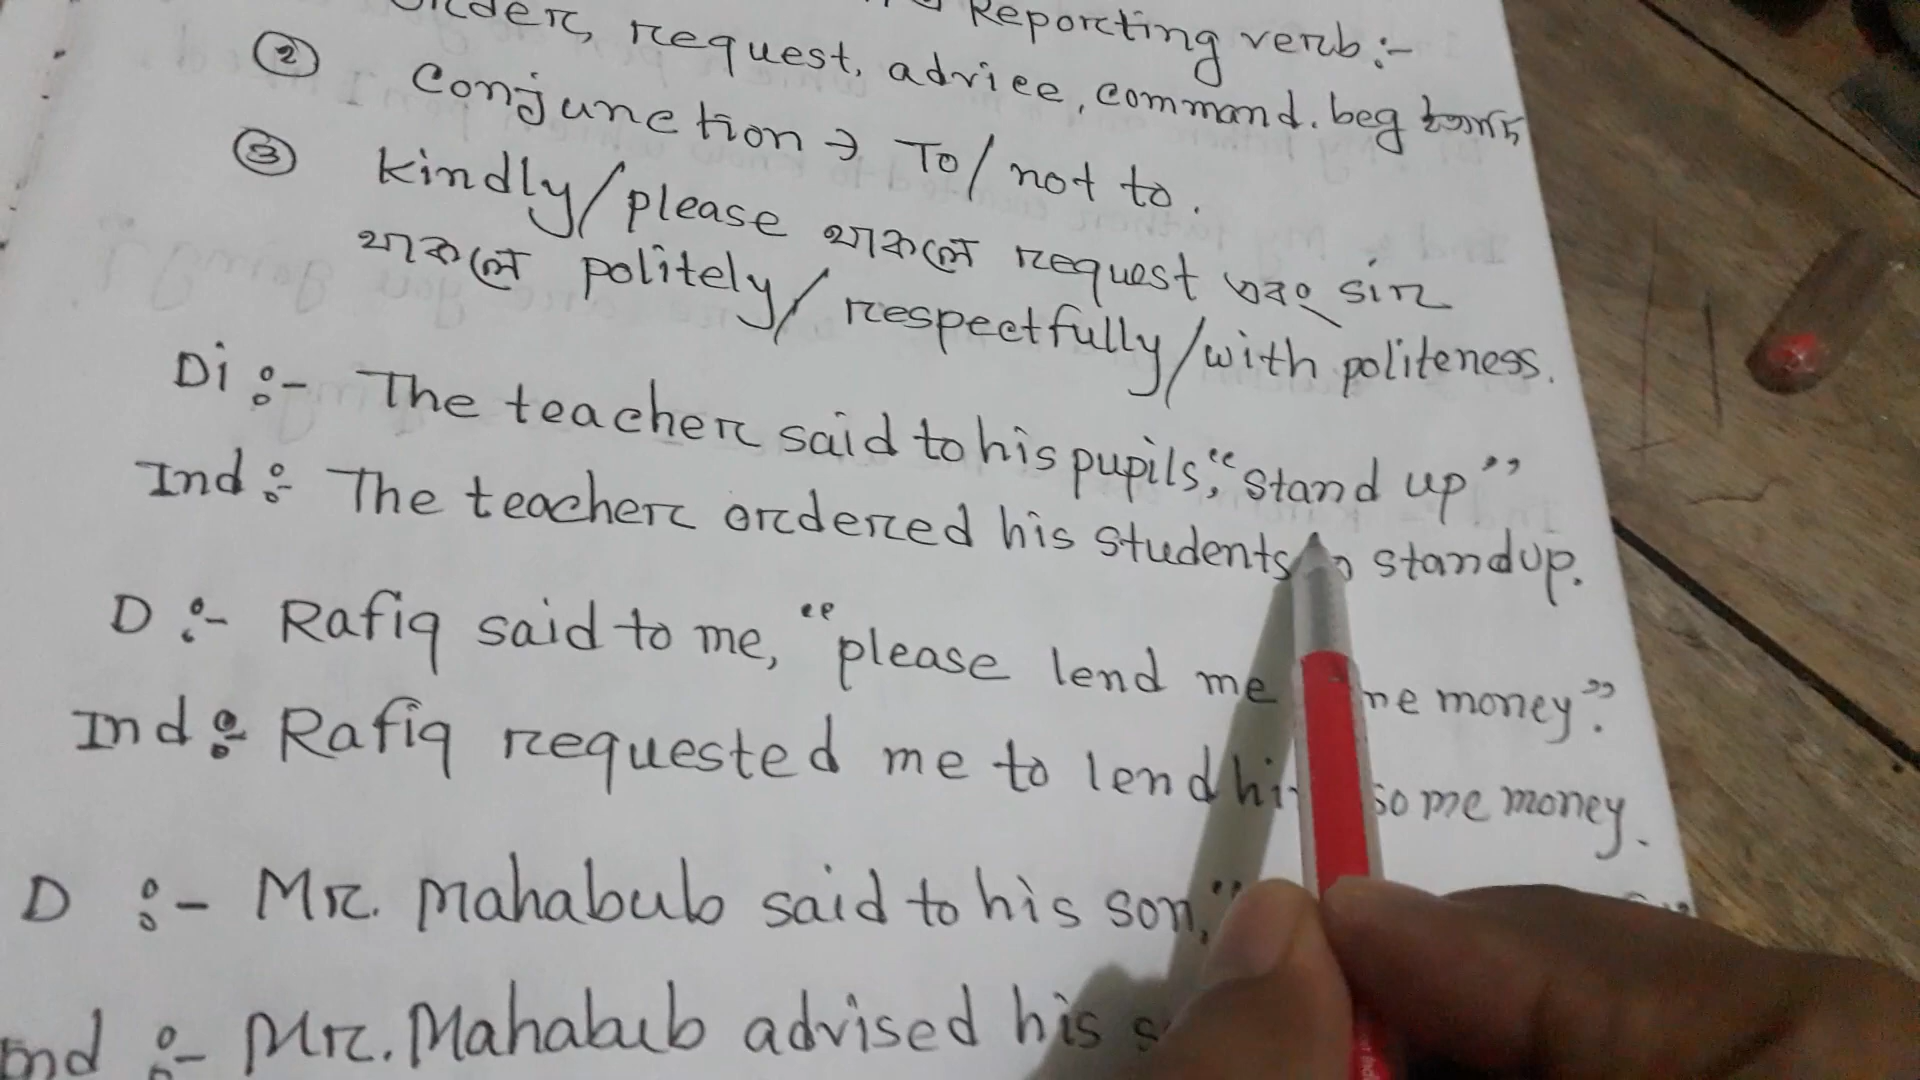 Reporting verb :-
order, request, advice, command. beg
② Conjunction → To/not to.
③ Kindly/please থাকলে request এবং sir
থাকলে politely/respectfully/with politeness.
Di :- The teacher said to his pupils, "stand up"
Ind :- The teacher ordered his students standup.
D :- Rafiq said to me, "please lend me money".
Ind :- Rafiq requested me to lend some money.
D :- Mr. Mahabub said to his son, "
Ind :- Mr. Mahabub advised his